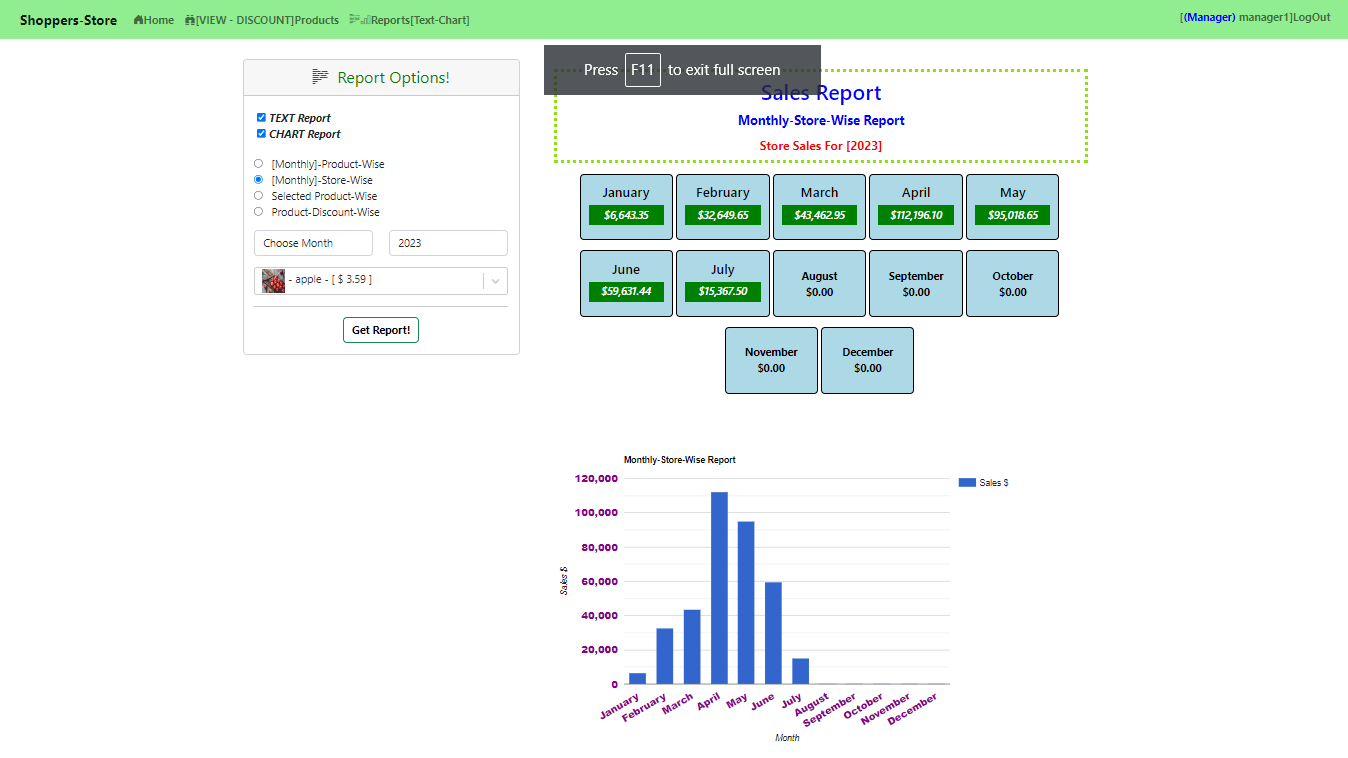 Shoppers-Store Home [VIEW - DISCOUNT]Products Reports[Text-Chart] [(Manager) manager1]LogOut
Press F11 to exit full screen
Report Options!
TEXT Report
CHART Report
[Monthly]-Product-Wise
[Monthly]-Store-Wise
Selected Product-Wise
Product-Discount-Wise
Choose Month 2023
- apple - [ $ 3.59 ]
Get Report!
Sales Report
Monthly-Store-Wise Report
Store Sales For [2023]
January February March April May
$6,643.35 $32,649.65 $43,462.95 $112,196.10 $95,018.65
June July August September October
$59,631.44 $15,367.50 $0.00 $0.00 $0.00
November December
$0.00 $0.00
Monthly-Store-Wise Report
Sales $
120,000
100,000
80,000
60,000
40,000
20,000
0
Sales $
January February March April May June July August September October November December
Month